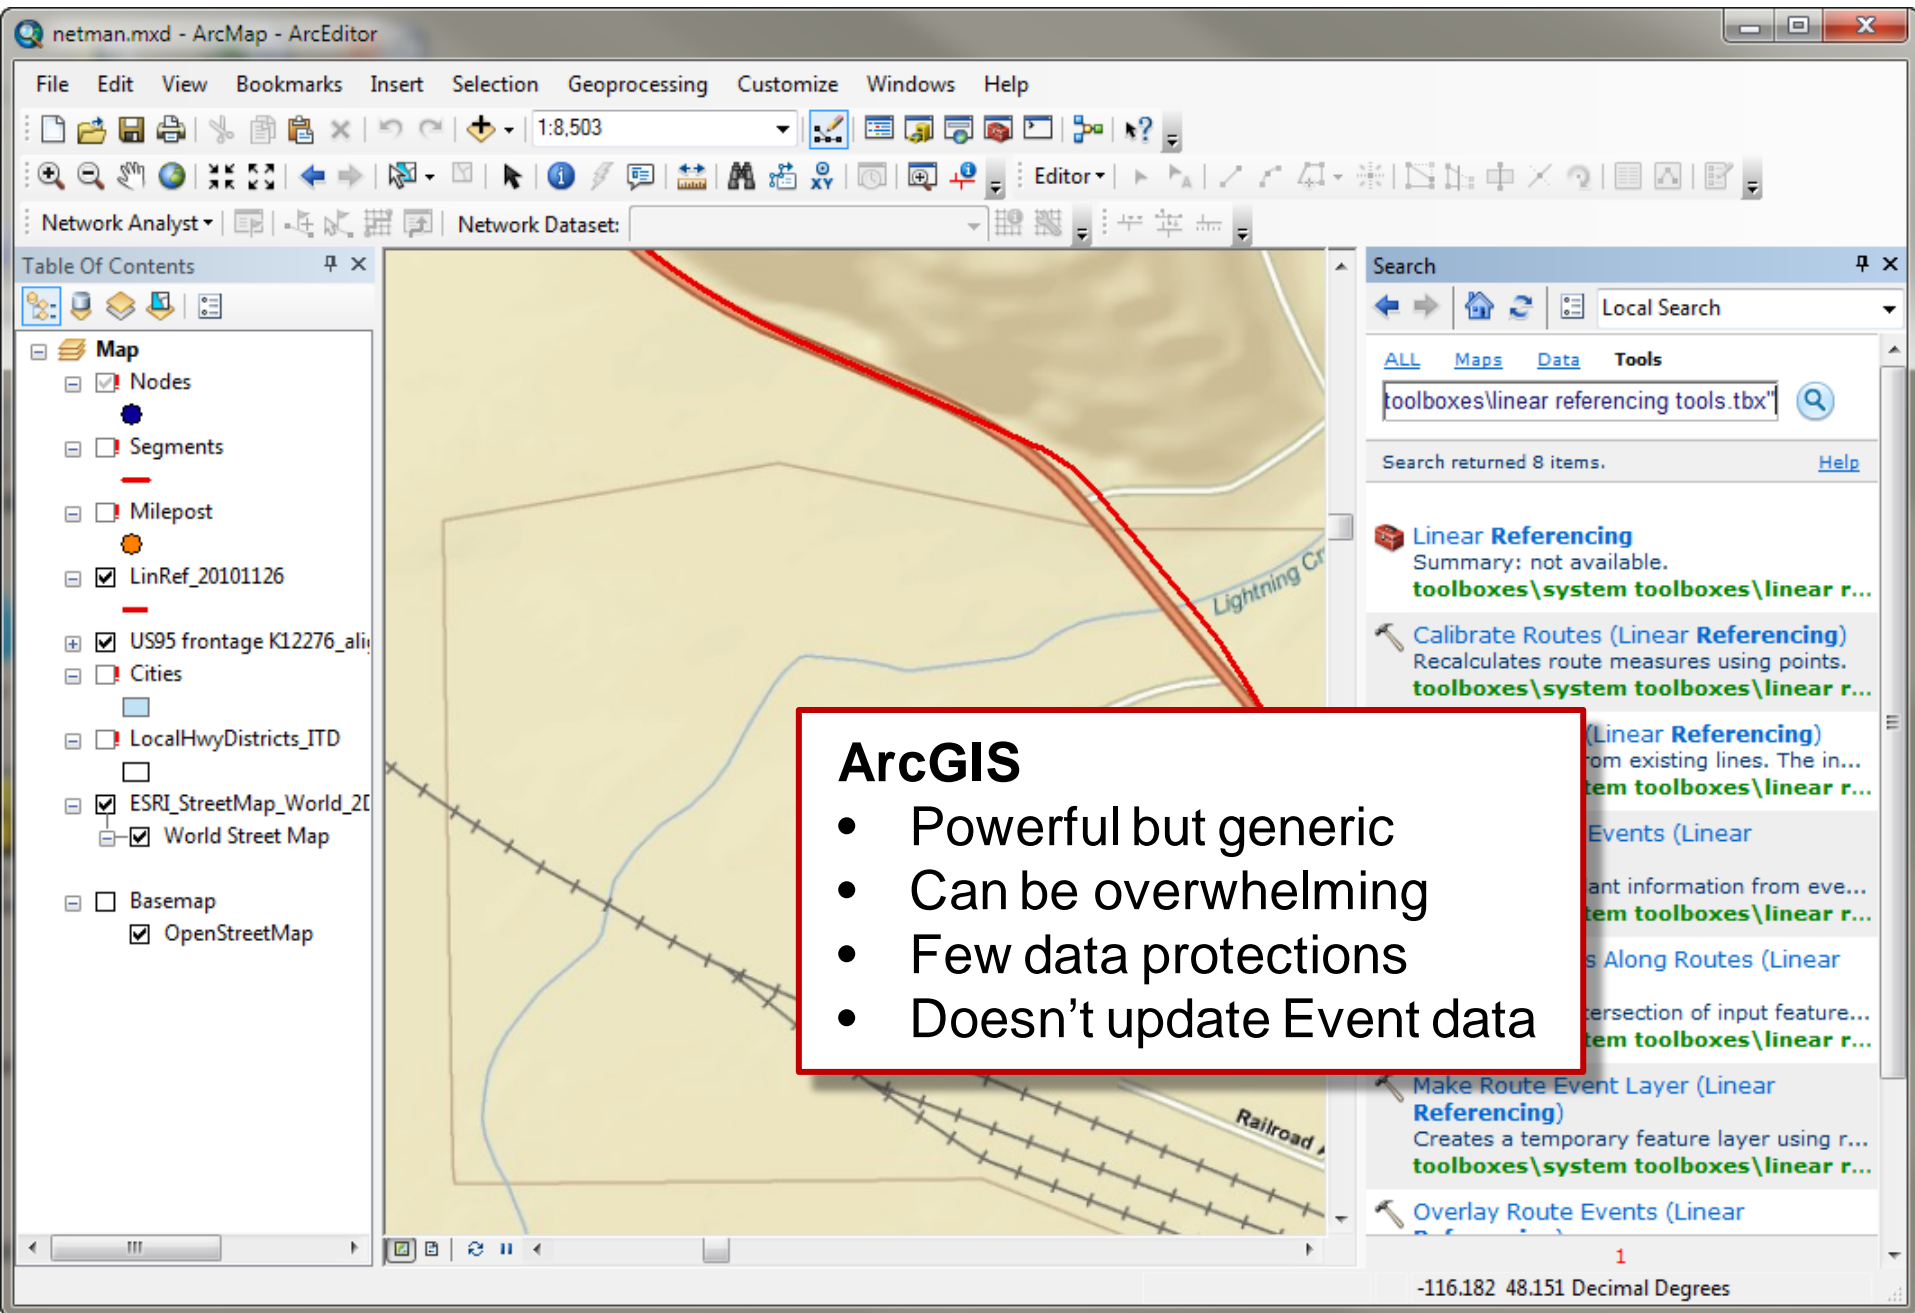 netman.mxd - ArcMap - ArcEditor
File Edit View Bookmarks Insert Selection Geoprocessing Customize Windows Help
1:8,503
Editor
Network Analyst Network Dataset:
Table Of Contents
Map
Nodes
Segments
Milepost
LinRef_20101126
US95 frontage K12276_ali
Cities
LocalHwyDistricts_ITD
ESRI_StreetMap_World_2D
World Street Map
Basemap
OpenStreetMap
Lightning Cr
Railroad A
ArcGIS
• Powerful but generic
• Can be overwhelming
• Few data protections
• Doesn't update Event data
Search
Local Search
ALL Maps Data Tools
toolboxes\linear referencing tools.tbx"
Search returned 8 items. Help
Linear Referencing
Summary: not available.
toolboxes\system toolboxes\linear r...
Calibrate Routes (Linear Referencing)
Recalculates route measures using points.
toolboxes\system toolboxes\linear r...
(Linear Referencing)
om existing lines. The in...
tem toolboxes\linear r...
Events (Linear
ant information from eve...
tem toolboxes\linear r...
s Along Routes (Linear
tersection of input feature...
tem toolboxes\linear r...
Make Route Event Layer (Linear
Referencing)
Creates a temporary feature layer using r...
toolboxes\system toolboxes\linear r...
Overlay Route Events (Linear
1
-116.182 48.151 Decimal Degrees